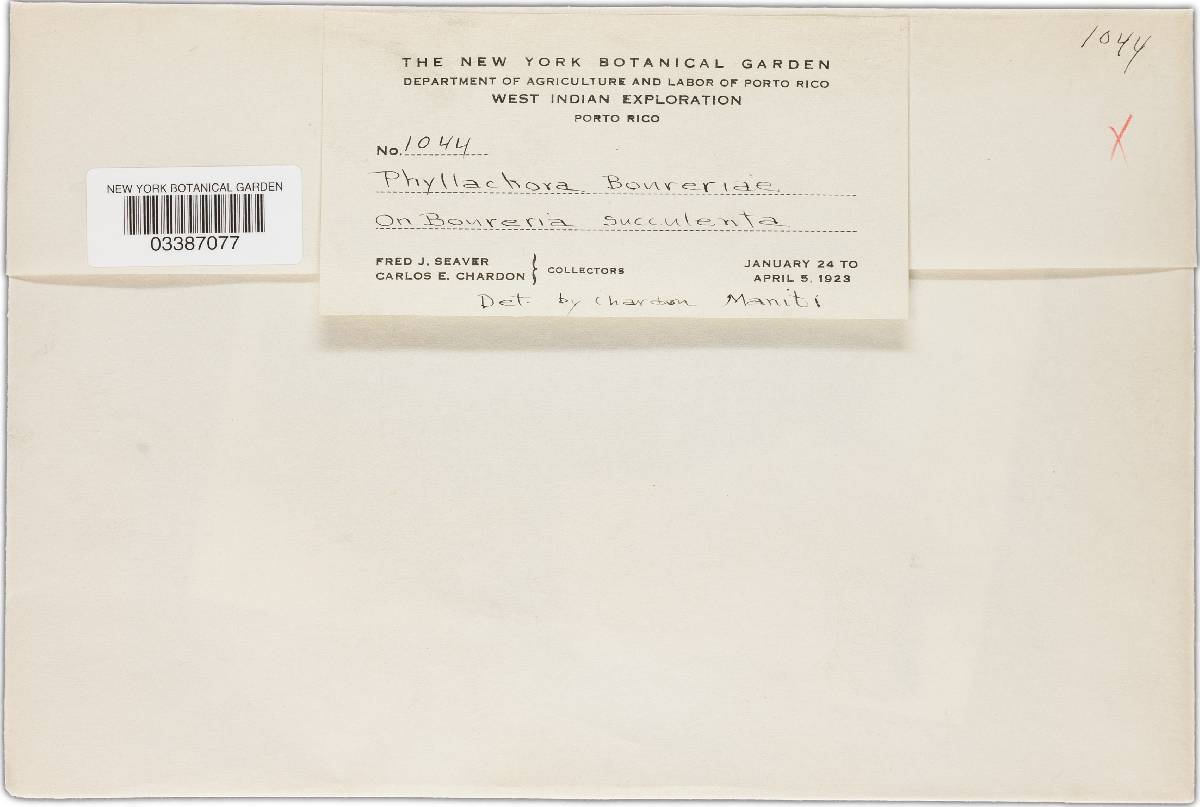 1044
X
THE NEW YORK BOTANICAL GARDEN
DEPARTMENT OF AGRICULTURE AND LABOR OF PORTO RICO
WEST INDIAN EXPLORATION
PORTO RICO
No. 1044
Phyllachora Boureriae
On Boureria succulenta
FRED J. SEAVER
CARLOS E. CHARDON } COLLECTORS
JANUARY 24 TO
APRIL 5, 1923
Det. by Chardon Manití
NEW YORK BOTANICAL GARDEN
03387077